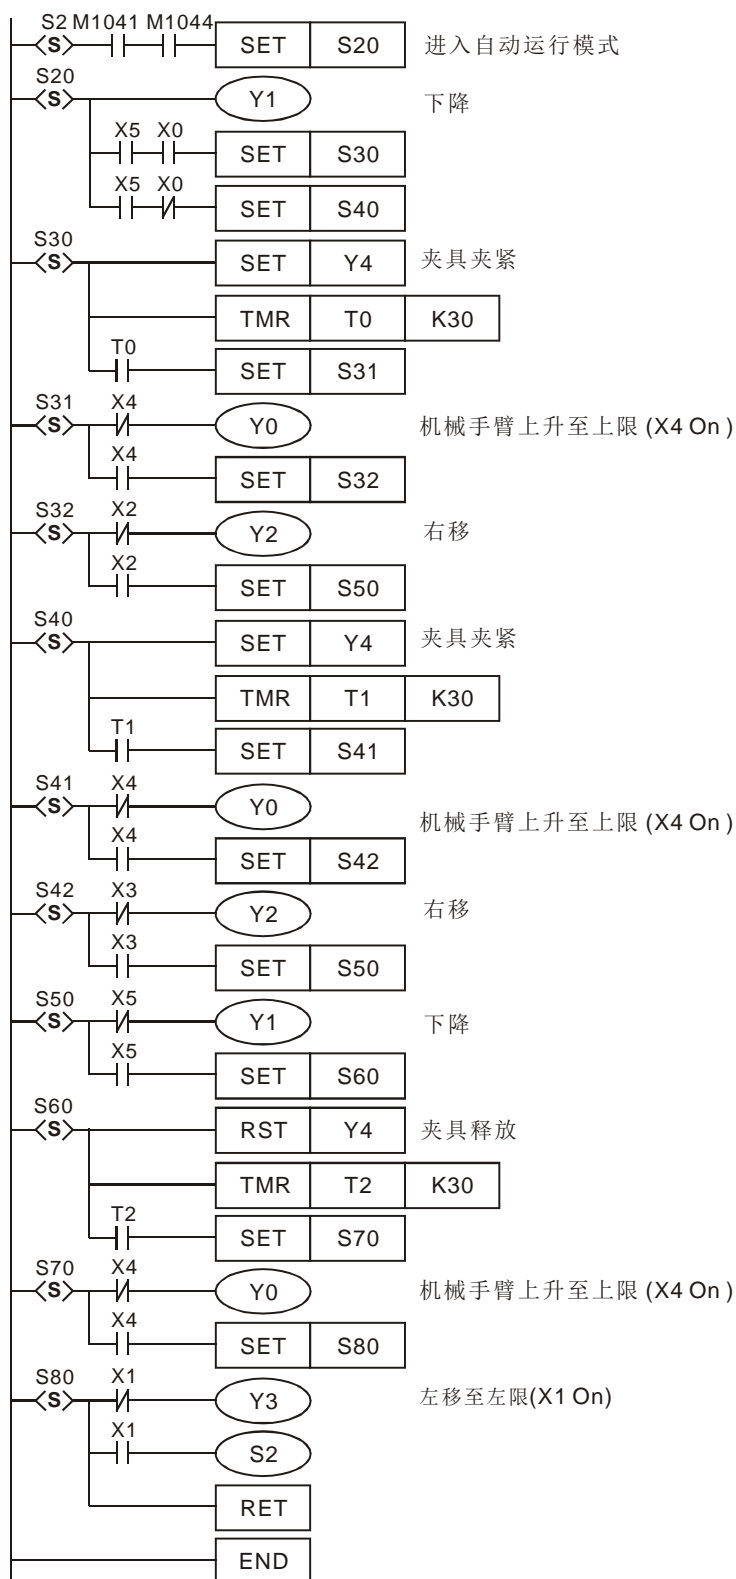 S2 M1041 M1044
S SET S20 进入自动运行模式
S20
S Y1 下降
X5 X0
SET S30
X5 X0
SET S40
S30
S SET Y4 夹具夹紧
TMR T0 K30
T0
SET S31
S31 X4
S Y0 机械手臂上升至上限 (X4 On )
X4
SET S32
S32 X2
S Y2 右移
X2
SET S50
S40
S SET Y4 夹具夹紧
TMR T1 K30
T1
SET S41
S41 X4
S Y0 机械手臂上升至上限 (X4 On )
X4
SET S42
S42 X3
S Y2 右移
X3
SET S50
S50 X5
S Y1 下降
X5
SET S60
S60
S RST Y4 夹具释放
TMR T2 K30
T2
SET S70
S70 X4
S Y0 机械手臂上升至上限 (X4 On )
X4
SET S80
S80 X1
S Y3 左移至左限(X1 On)
X1
S2
RET
END